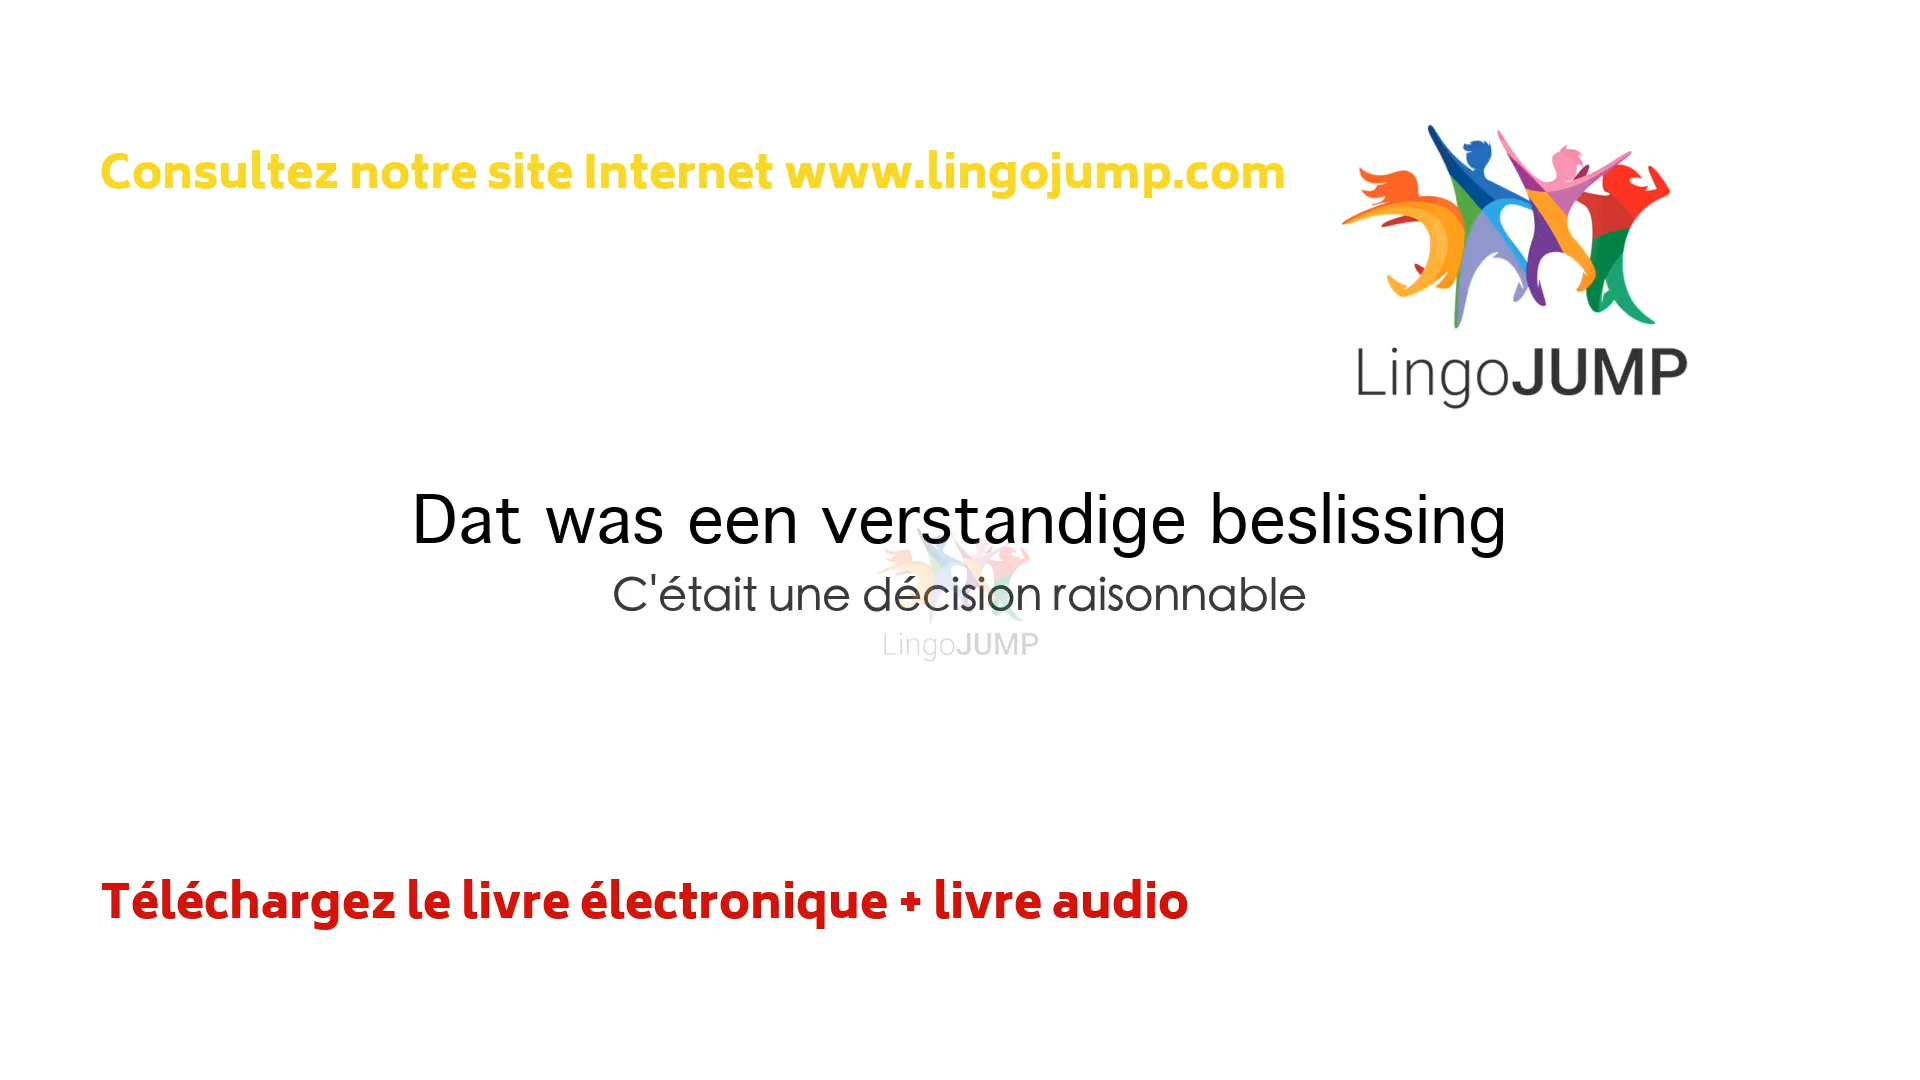 Consultez notre site Internet www.lingojump.com
LingoJUMP
Dat was een verstandige beslissing
C'était une décision raisonnable
LingoJUMP
Téléchargez le livre électronique + livre audio